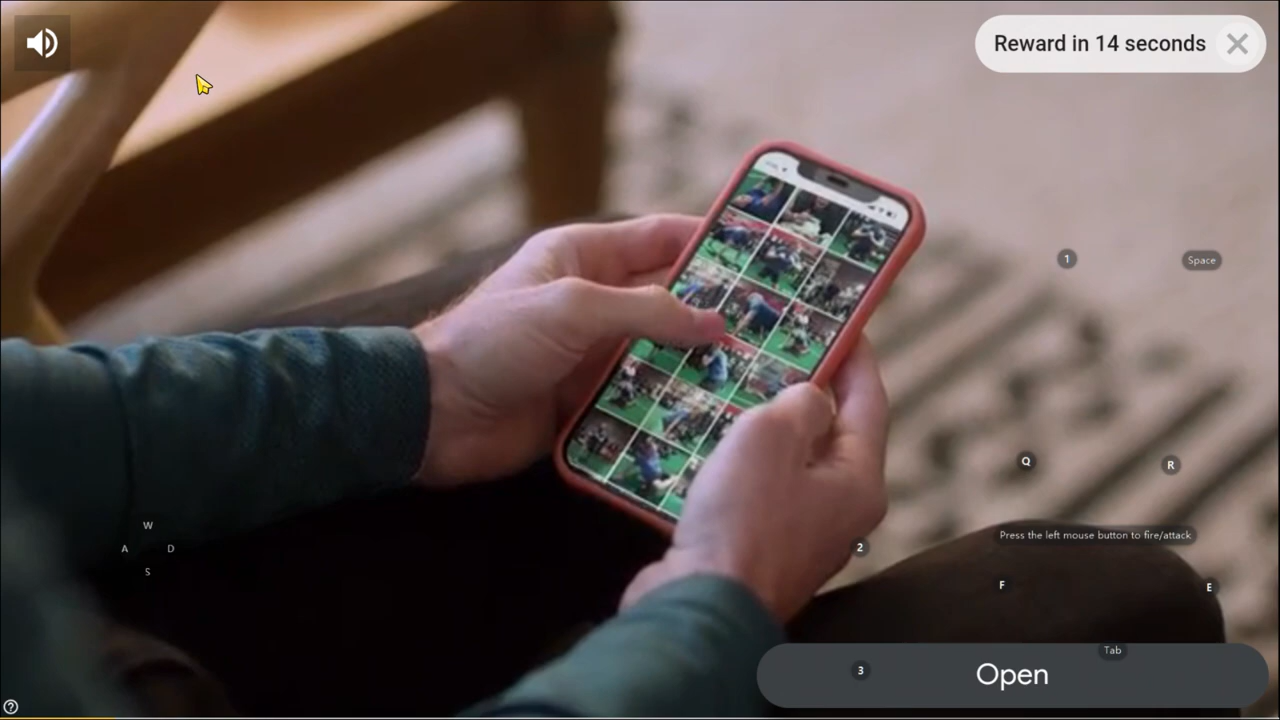 Reward in 14 seconds
1
Space
Q
R
W
A
D
S
Press the left mouse button to fire/attack
2
F
E
Tab
3
Open